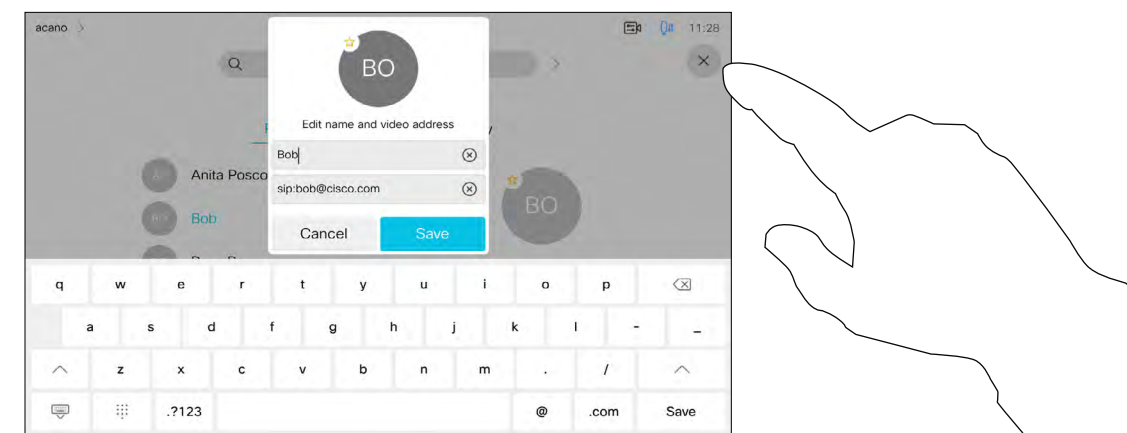 acano
11:28
BO
Edit name and video address
Bob
sip:bob@cisco.com
Cancel Save
Anita Posco
Bob
BO
q w e r t y u i o p
a s d f g h j k l - _
z x c v b n m . /
.?123 @ .com Save